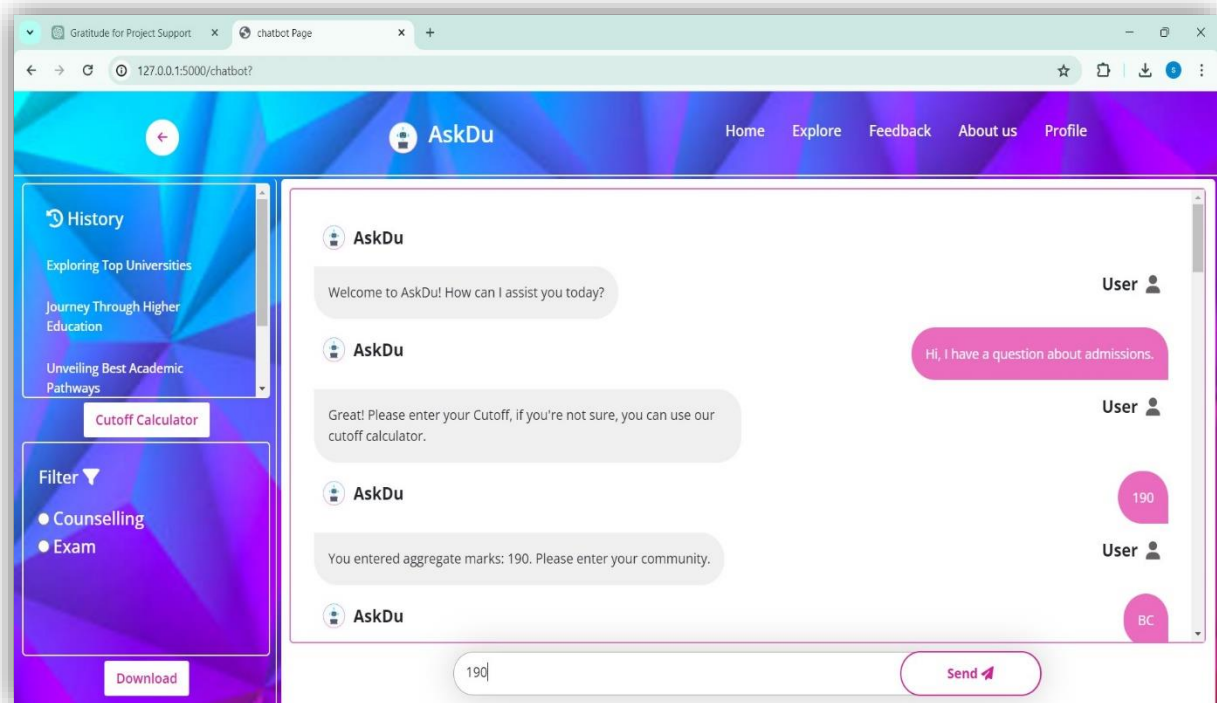 Gratitude for Project Support
chatbot Page
127.0.0.1:5000/chatbot?
S
AskDu
Home Explore Feedback About us Profile
History
Exploring Top Universities
Journey Through Higher
Education
Unveiling Best Academic
Pathways
Cutoff Calculator
Filter
Counselling
Exam
Download
AskDu
Welcome to AskDu! How can I assist you today?
User
Hi, I have a question about admissions.
AskDu
Great! Please enter your Cutoff, if you're not sure, you can use our
cutoff calculator.
User
190
AskDu
You entered aggregate marks: 190. Please enter your community.
User
BC
AskDu
190
Send